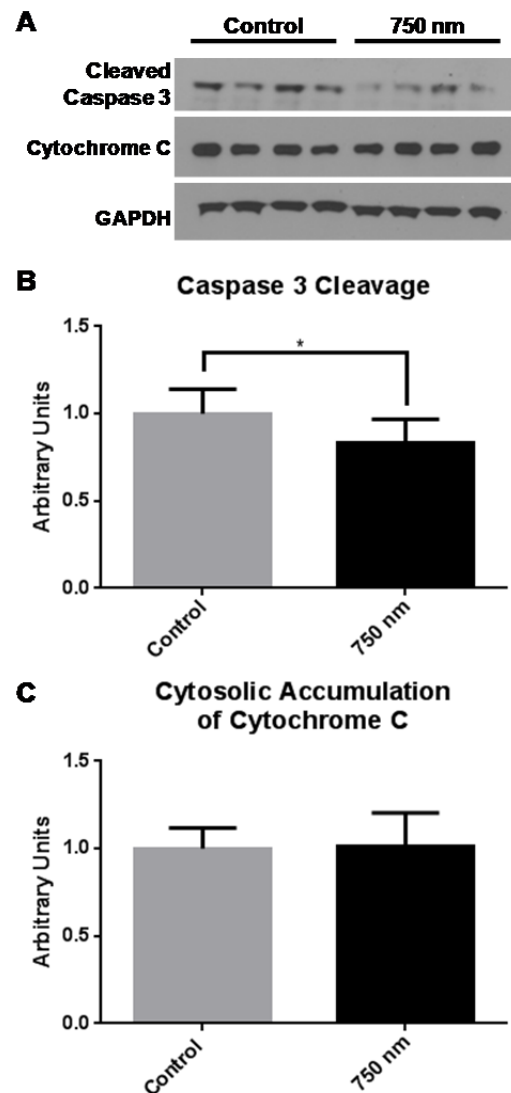 A
Control 750 nm
Cleaved
Caspase 3
Cytochrome C
GAPDH
B
Caspase 3 Cleavage
Arbitrary Units
1.5
*
1.0
0.5
0.0
Control
750 nm
C
Cytosolic Accumulation
of Cytochrome C
Arbitrary Units
1.5
1.0
0.5
0.0
Control
750 nm